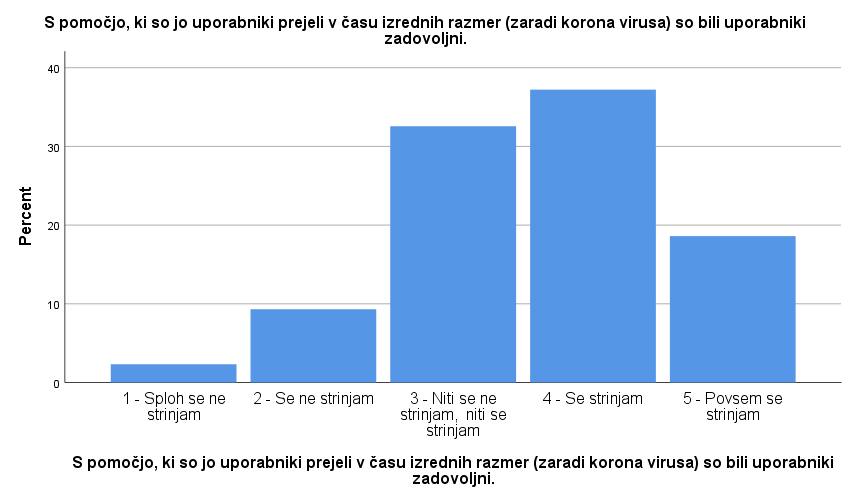 S pomočjo, ki so jo uporabniki prejeli v času izrednih razmer (zaradi korona virusa) so bili uporabniki
zadovoljni.
40
30
20
10
0
Percent
1 - Sploh se ne
strinjam
2 - Se ne strinjam
3 - Niti se ne
strinjam, niti se
strinjam
4 - Se strinjam
5 - Povsem se
strinjam
S pomočjo, ki so jo uporabniki prejeli v času izrednih razmer (zaradi korona virusa) so bili uporabniki
zadovoljni.